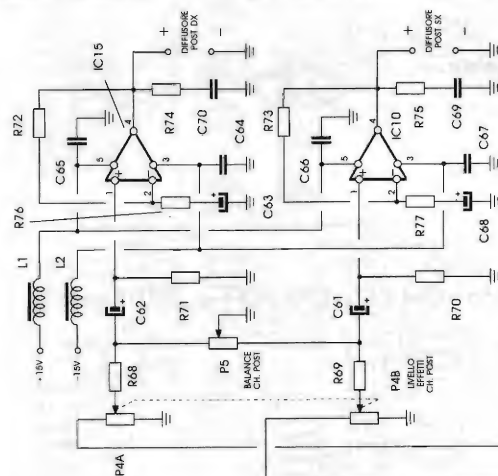 +
DIFFUSORE
POST DX
-
+
DIFFUSORE
POST SX
-
IC15
R72
R74
C70
4
C65
5
3
C64
1
2
R76
C63
+
R73
R75
C69
4
IC10
C66
5
3
C67
1
2
R77
C68
+
L1
L2
+15V
-15V
C62
+
R71
C61
+
R70
R68
P5
BALANCE
CH. POST
R69
P4B
LIVELLO
EFFETTI
CH. POST
P4A